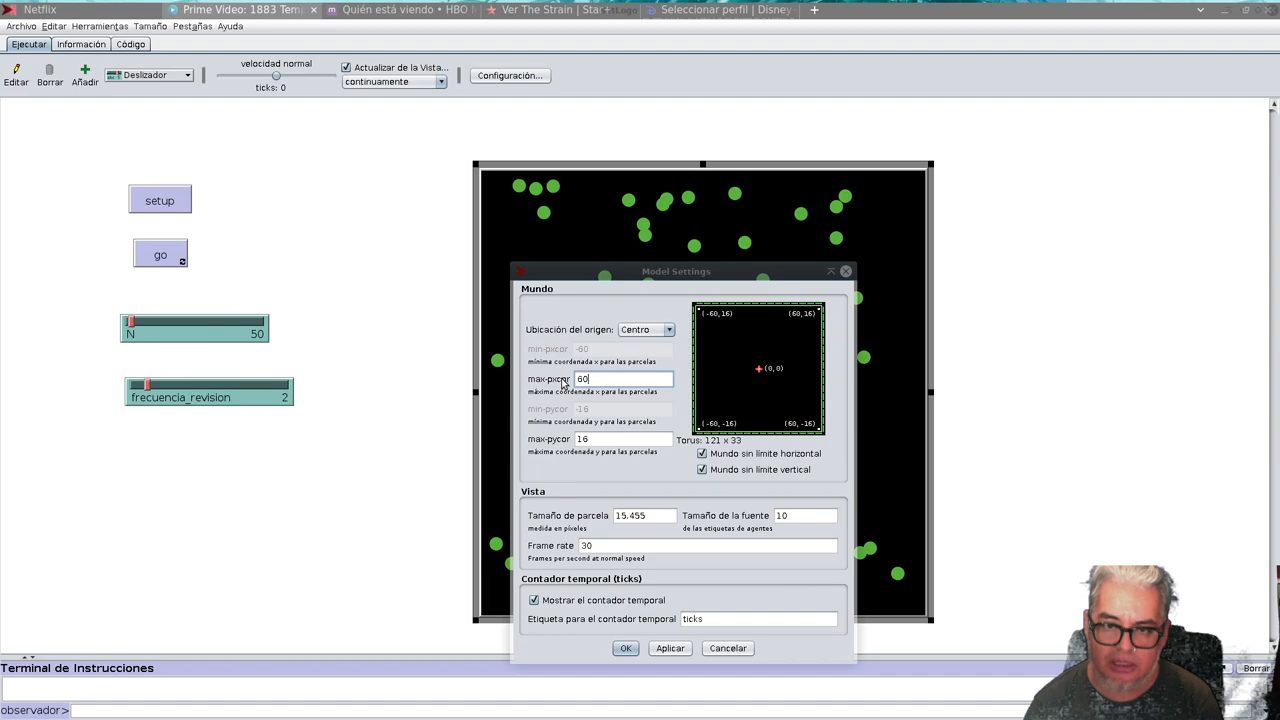 Netflix
Prime Video: 1883 Tem
Quién está viendo • HBO
Ver The Strain | Star+
Seleccionar perfil | Disney
Archivo Editar Herramientas Tamaño Pestañas Ayuda
Ejecutar Información Código
velocidad normal
Actualizar de la Vista...
Editar Borrar Añadir
Deslizador
continuamente
Configuración...
ticks: 0
setup
go
N 50
frecuencia_revision 2
Model Settings
Mundo
Ubicación del origen: Centro
min-pxcor -60
mínima coordenada x para las parcelas
max-pxcor 60
máxima coordenada x para las parcelas
min-pycor -16
mínima coordenada y para las parcelas
max-pycor 16
máxima coordenada y para las parcelas
(-60,16) (60,16)
(0,0)
(-60,-16) (60,-16)
Torus: 121 x 33
Mundo sin límite horizontal
Mundo sin límite vertical
Vista
Tamaño de parcela 15.455 Tamaño de la fuente 10
medida en píxeles de las etiquetas de agentes
Frame rate 30
Frames per second at normal speed
Contador temporal (ticks)
Mostrar el contador temporal
Etiqueta para el contador temporal ticks
OK Aplicar Cancelar
Terminal de Instrucciones
Borrar
observador>